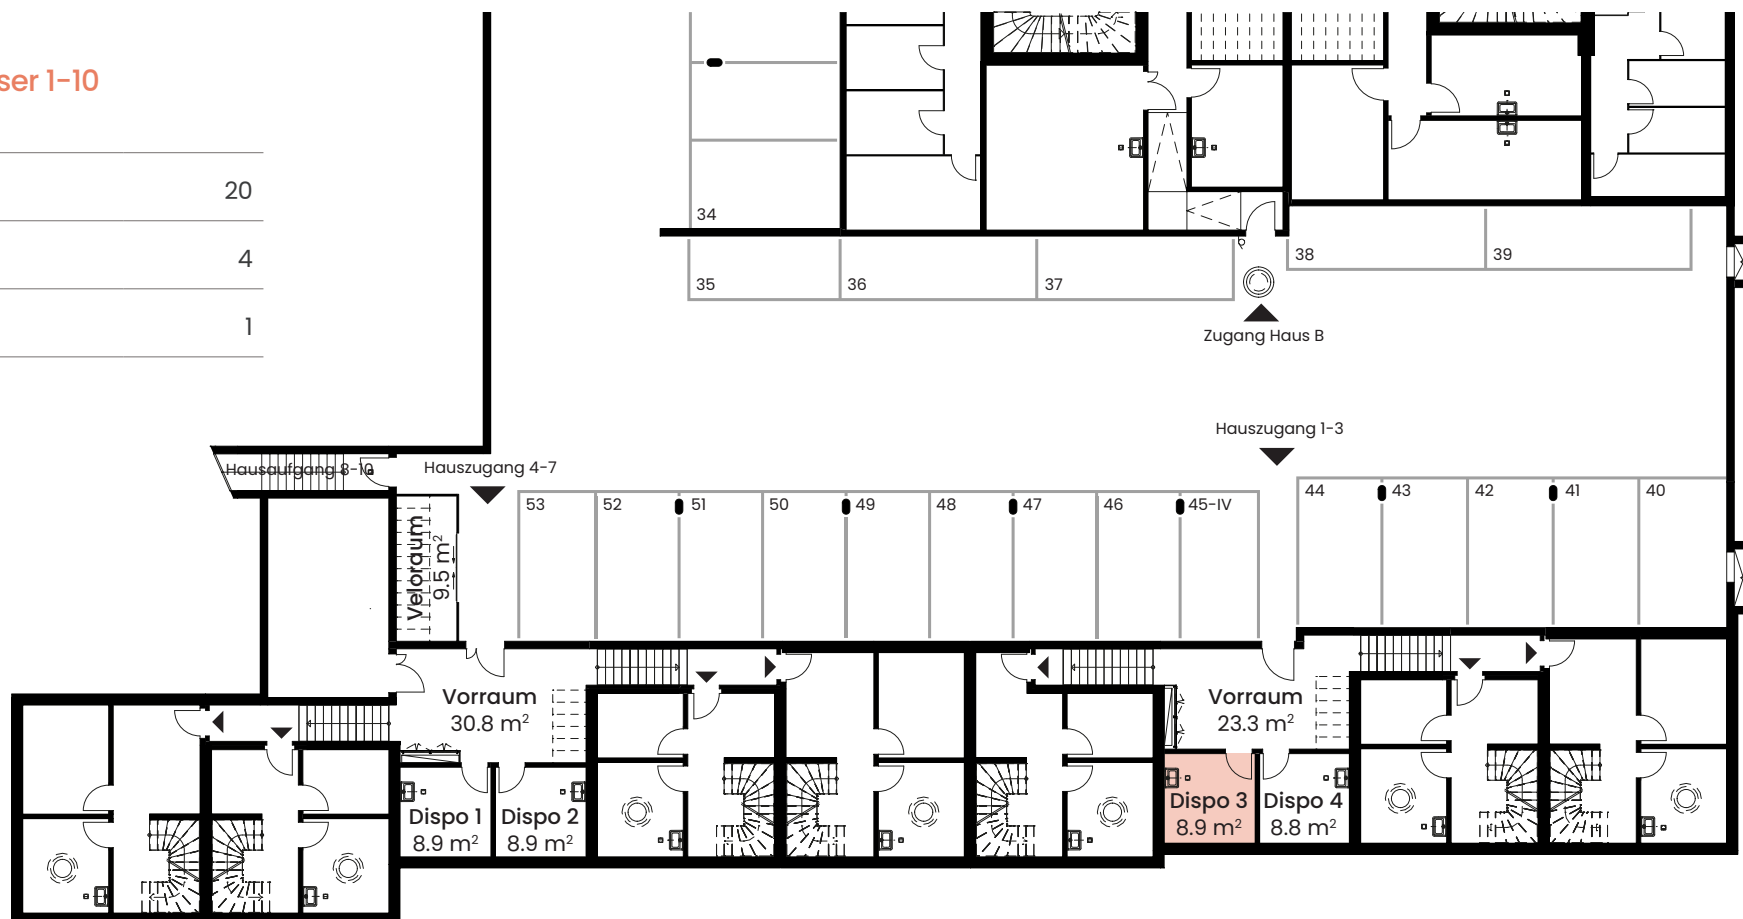 ser 1-10
20
4
1
34
35
36
37
38
39
Zugang Haus B
Hauszugang 1-3
Hausaufgang 8-10
Hauszugang 4-7
53
52
51
50
49
48
47
46
45-IV
44
43
42
41
40
Veloraum
9.5 m²
Vorraum
30.8 m²
Vorraum
23.3 m²
Dispo 1
8.9 m²
Dispo 2
8.9 m²
Dispo 3
8.9 m²
Dispo 4
8.8 m²